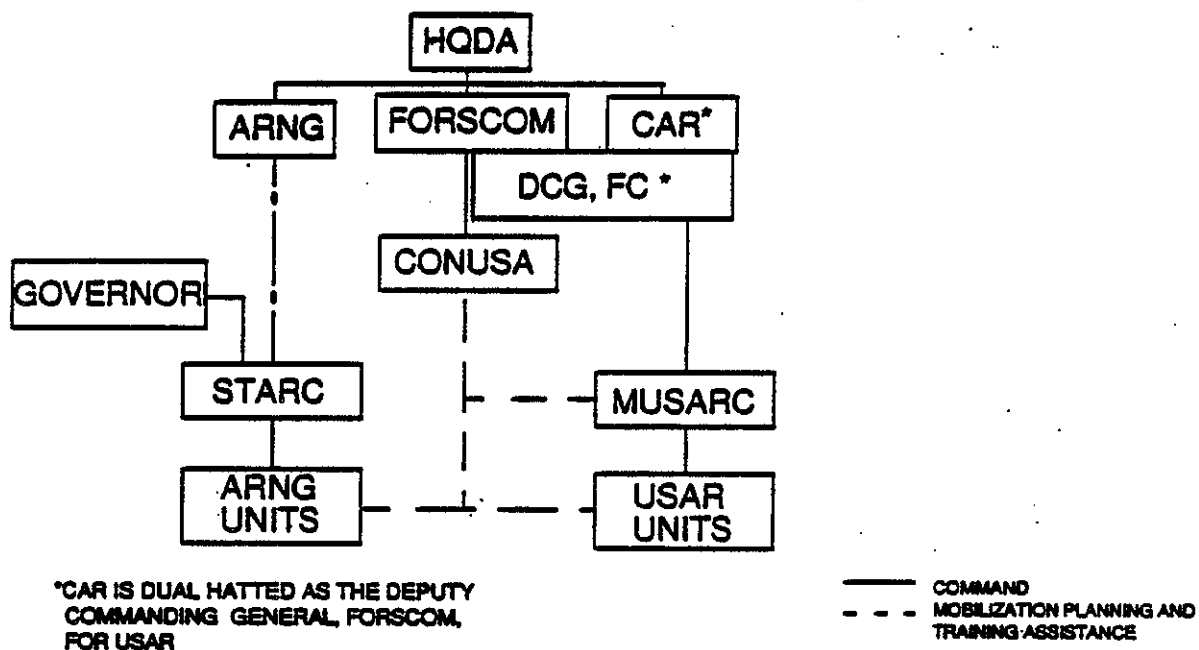 HQDA
ARNG
FORSCOM
CAR*
DCG, FC *
CONUSA
GOVERNOR
STARC
MUSARC
ARNG
UNITS
USAR
UNITS
*CAR IS DUAL HATTED AS THE DEPUTY
COMMANDING GENERAL, FORSCOM,
FOR USAR
COMMAND
MOBILIZATION PLANNING AND
TRAINING ASSISTANCE